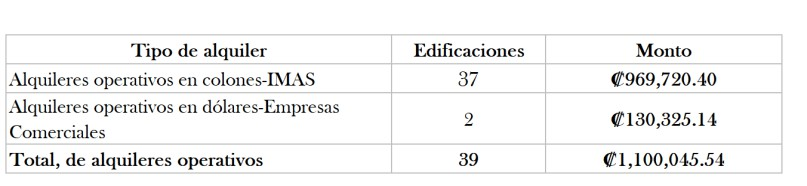 Tipo de alquiler Edificaciones Monto
Alquileres operativos en colones-IMAS 37 ₡969,720.40
Alquileres operativos en dólares-Empresas
Comerciales 2 ₡130,325.14
Total, de alquileres operativos 39 ₡1,100,045.54